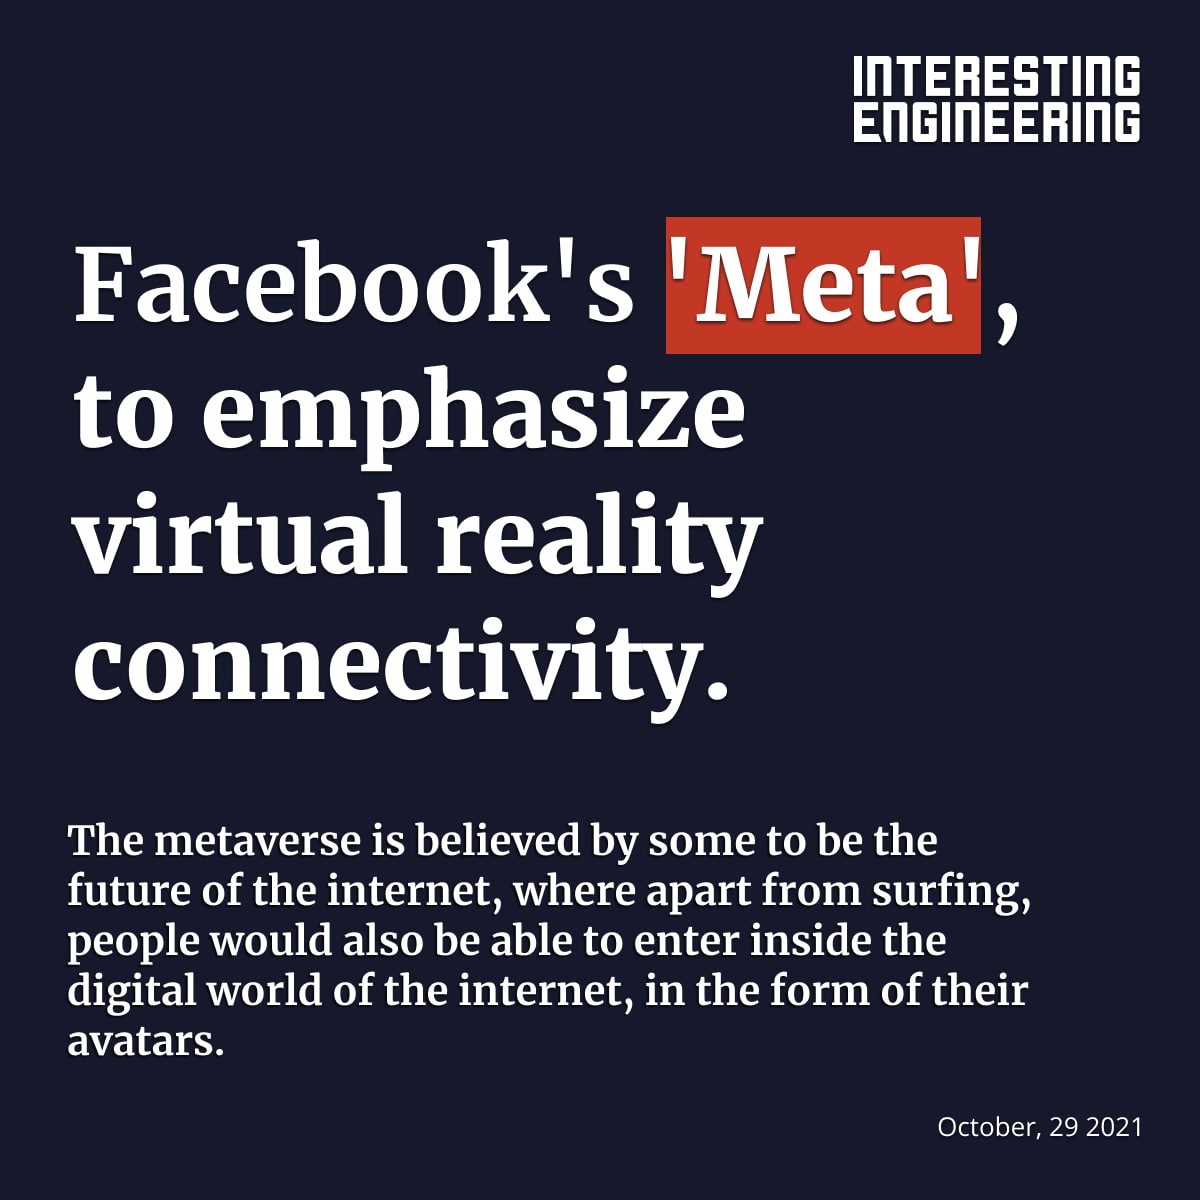 INTERESTING
ENGINEERING
Facebook's 'Meta',
to emphasize
virtual reality
connectivity.
The metaverse is believed by some to be the
future of the internet, where apart from surfing,
people would also be able to enter inside the
digital world of the internet, in the form of their
avatars.
October, 29 2021